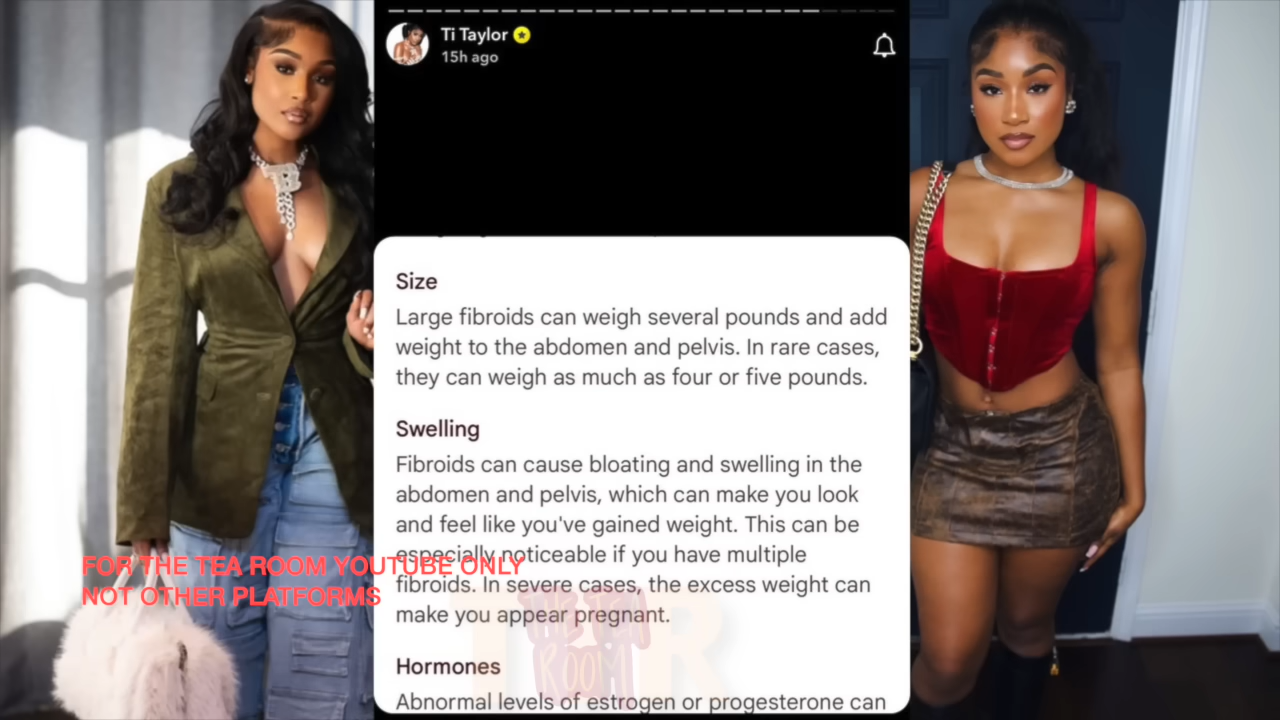 Ti Taylor
15h ago
Size
Large fibroids can weigh several pounds and add
weight to the abdomen and pelvis. In rare cases,
they can weigh as much as four or five pounds.
Swelling
Fibroids can cause bloating and swelling in the
abdomen and pelvis, which can make you look
and feel like you've gained weight. This can be
especially noticeable if you have multiple
fibroids. In severe cases, the excess weight can
make you appear pregnant.
Hormones
Abnormal levels of estrogen or progesterone can
FOR THE TEA ROOM YOUTUBE ONLY
NOT OTHER PLATFORMS
THE TEA
ROOM